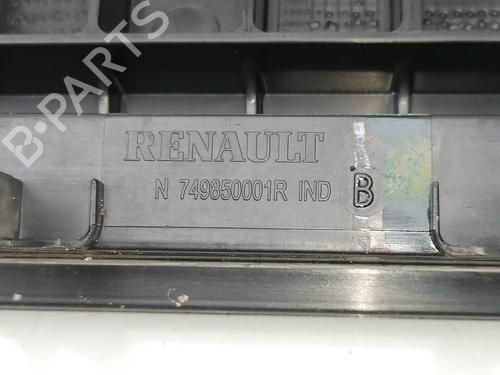 B-PARTS
RENAULT
N 749850001R IND B